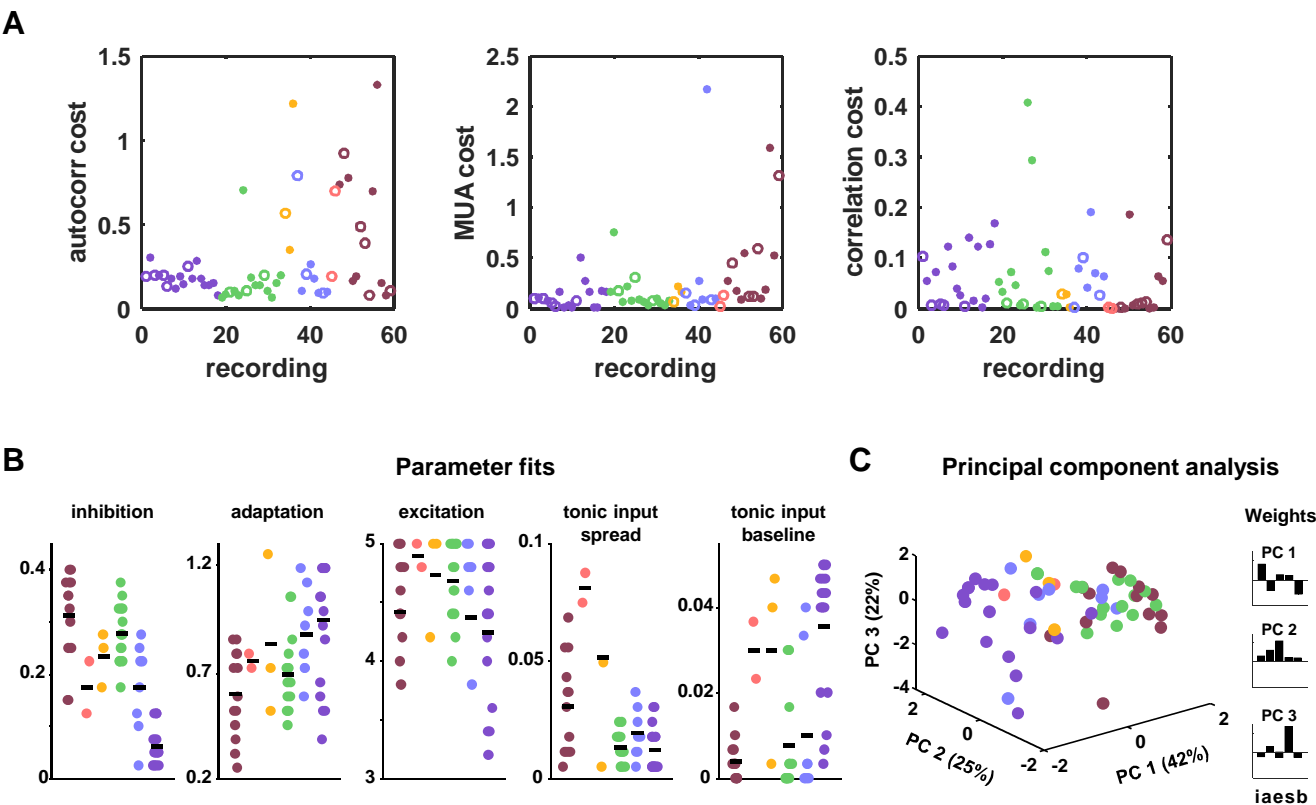 A
1.5
1
0.5
0
0
20
40
60
autocorr cost
recording
2.5
2
1.5
1
0.5
0
0
20
40
60
MUA cost
recording
0.5
0.4
0.3
0.2
0.1
0
0
20
40
60
correlation cost
recording
B
Parameter fits
inhibition
0.4
0.2
0
adaptation
1.2
0.7
0.2
excitation
5
4
3
tonic input
spread
0.1
0.05
0
tonic input
baseline
0.04
0.02
0
C
Principal component analysis
2
0
-2
-4
PC 3 (22%)
2
0
-2
PC 2 (25%)
-2
0
2
PC 1 (42%)
Weights
PC 1
PC 2
PC 3
iaesb